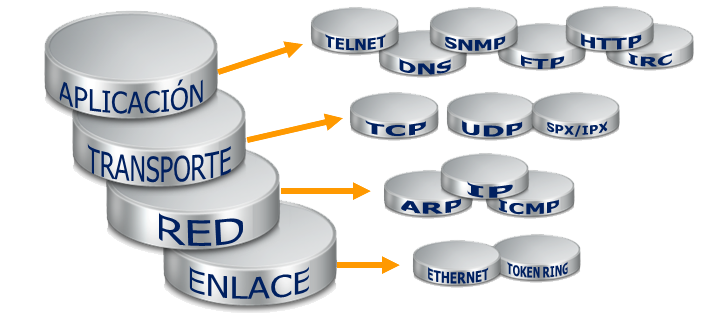 APLICACIÓN
TELNET
DNS
SNMP
FTP
HTTP
IRC
TRANSPORTE
TCP
UDP
SPX/IPX
RED
ARP
IP
ICMP
ENLACE
ETHERNET
TOKEN RING